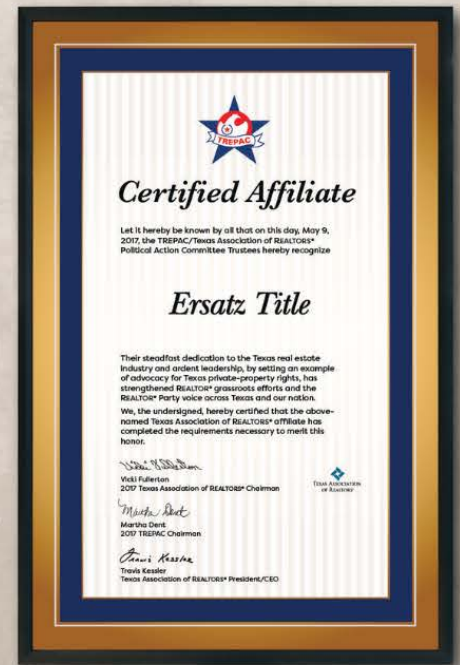 TREPAC
Certified Affiliate
Let it hereby be known by all that on this day, May 9,
2017, the TREPAC/Texas Association of REALTORS®
Political Action Committee Trustees hereby recognize
Ersatz Title
Their steadfast dedication to the Texas real estate
industry and ardent leadership, by setting an example
of advocacy for Texas private-property rights, has
strengthened REALTOR® grassroots efforts and the
REALTOR® Party voice across Texas and our nation.
We, the undersigned, hereby certified that the above-
named Texas Association of REALTORS® affiliate has
completed the requirements necessary to merit this
honor.
Vicki Fullerton
Vicki Fullerton
2017 Texas Association of REALTORS® Chairman
TEXAS ASSOCIATION
OF REALTORS®
Martha Dent
Martha Dent
2017 TREPAC Chairman
Travis Kessler
Travis Kessler
Texas Association of REALTORS® President/CEO